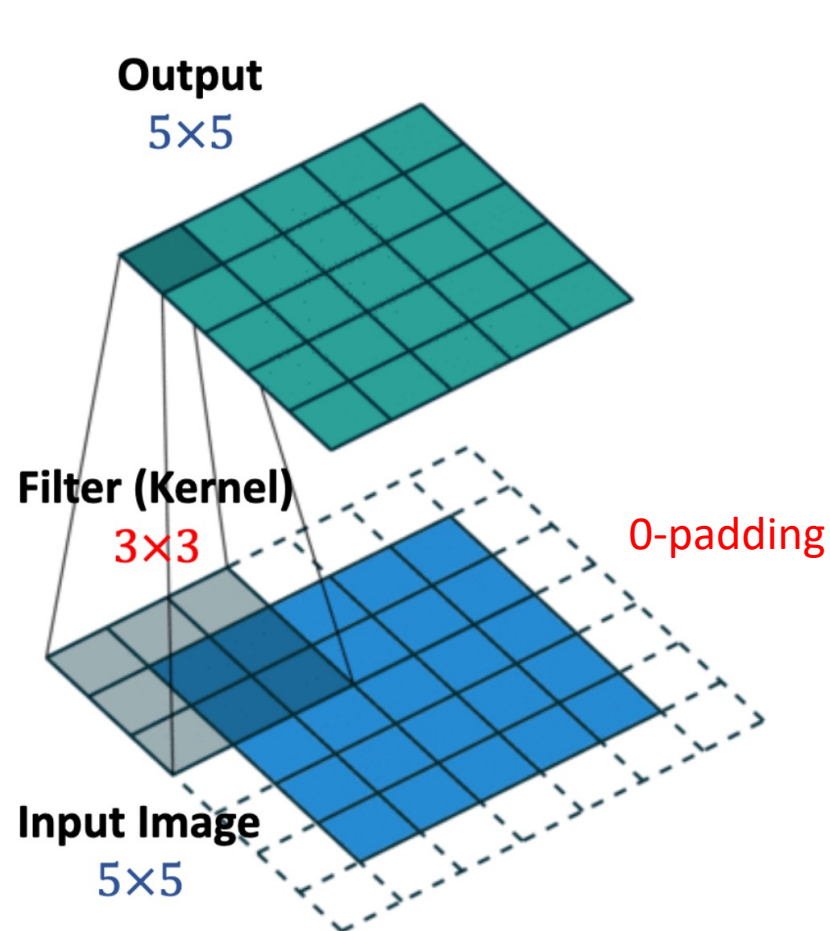 Output
5×5
Filter (Kernel)
3×3
0-padding
Input Image
5×5